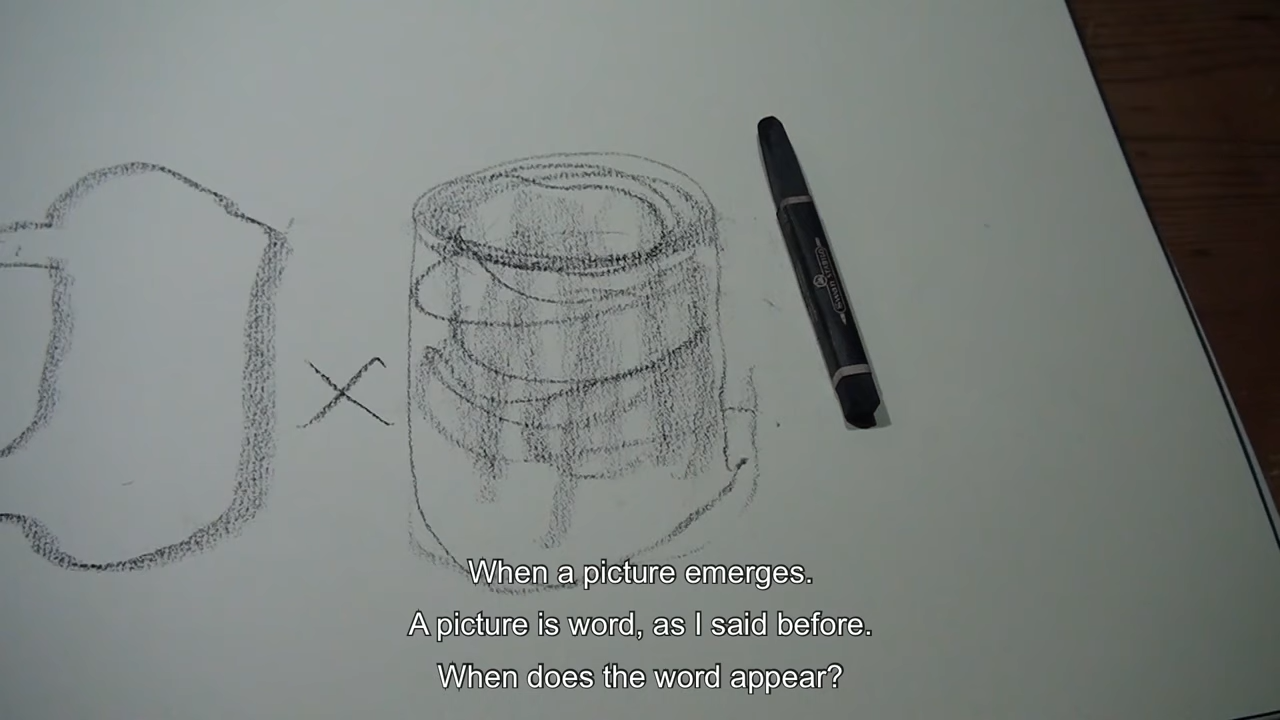 When a picture emerges.
A picture is word, as I said before.
When does the word appear?